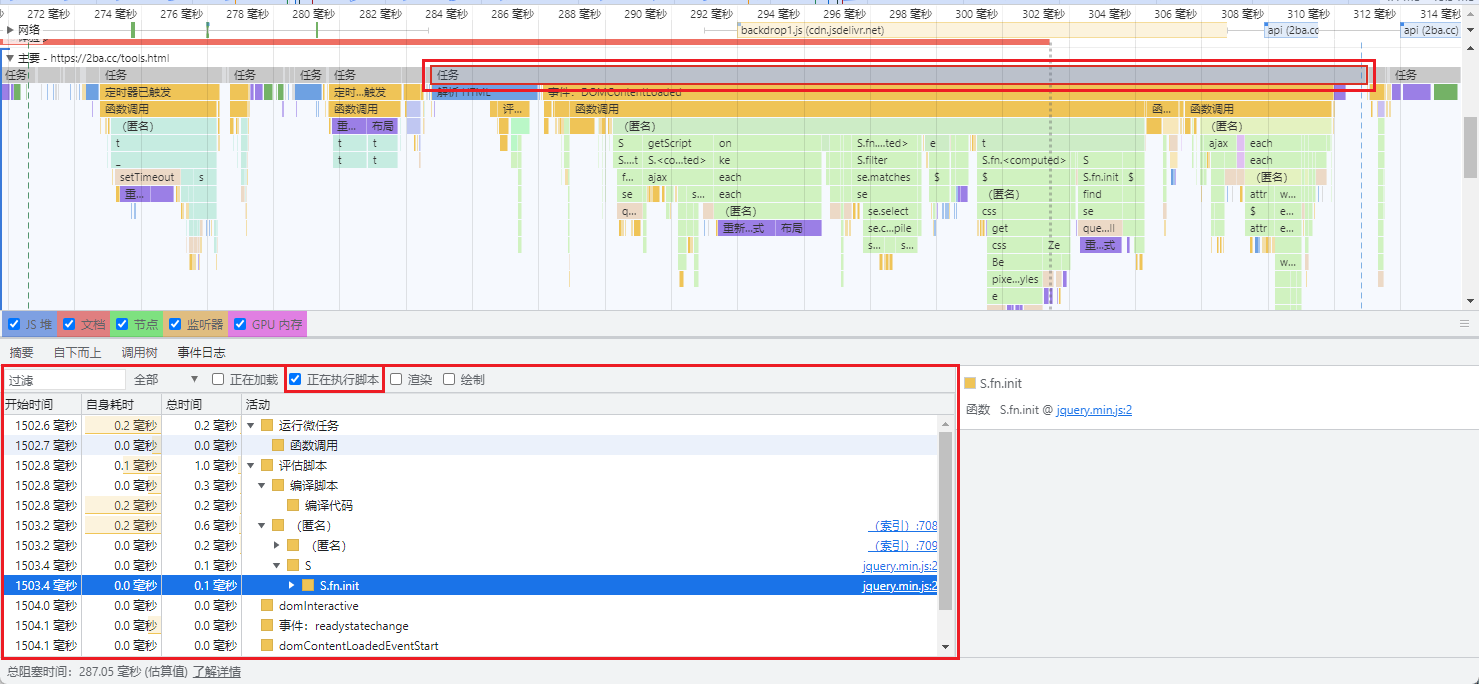 272 毫秒 274 毫秒 276 毫秒 278 毫秒 280 毫秒 282 毫秒 284 毫秒 286 毫秒 288 毫秒 290 毫秒 292 毫秒 294 毫秒 296 毫秒 298 毫秒 300 毫秒 302 毫秒 304 毫秒 306 毫秒 308 毫秒 310 毫秒 312 毫秒 314 毫秒
网络 backdrop1.js (cdn.jsdelivr.net) api (2ba.cc api (2ba.cc)
主要 - https://2ba.cc/tools.html
任务 任务 任务 任务 任务 任务 任务
定时器已触发 定时...触发 解析 HTML 事件：DOMContentLoaded
函数调用 函数调用 评... 函数调用 函... 函数调用
（匿名） 重... 布局 （匿名） （匿名）
t t t S getScript on S.fn....ted> e t ajax each
_ t t S....t S.<co...ted> ke S.filter S.fn.<computed> S each
setTimeout s f... ajax each se.matches $ $ S.fn.init $ （匿名）
重... se s... each se （匿名） find attr w...
q... （匿名） se.select css se $ e...
重新...式 布局 se.c...pile get que...ll attr e...
s... s... css Ze 重...式
Be w...
pixe...yles
e
JS 堆 文档 节点 监听器 GPU 内存
摘要 自下而上 调用树 事件日志
过滤 全部 正在加载 正在执行脚本 渲染 绘制
开始时间 自身耗时 总时间 活动
1502.6 毫秒 0.2 毫秒 0.2 毫秒 运行微任务
1502.7 毫秒 0.0 毫秒 0.0 毫秒 函数调用
1502.8 毫秒 0.1 毫秒 1.0 毫秒 评估脚本
1502.8 毫秒 0.0 毫秒 0.3 毫秒 编译脚本
1502.8 毫秒 0.2 毫秒 0.2 毫秒 编译代码
1503.2 毫秒 0.2 毫秒 0.6 毫秒 （匿名） （索引）:708
1503.2 毫秒 0.0 毫秒 0.2 毫秒 （匿名） （索引）:709
1503.4 毫秒 0.0 毫秒 0.1 毫秒 S jquery.min.js:2
1503.4 毫秒 0.0 毫秒 0.1 毫秒 S.fn.init jquery.min.js:2
1504.0 毫秒 0.0 毫秒 0.0 毫秒 domInteractive
1504.1 毫秒 0.0 毫秒 0.0 毫秒 事件：readystatechange
1504.1 毫秒 0.0 毫秒 0.0 毫秒 domContentLoadedEventStart
S.fn.init
函数 S.fn.init @ jquery.min.js:2
总阻塞时间：287.05 毫秒 (估算值) 了解详情